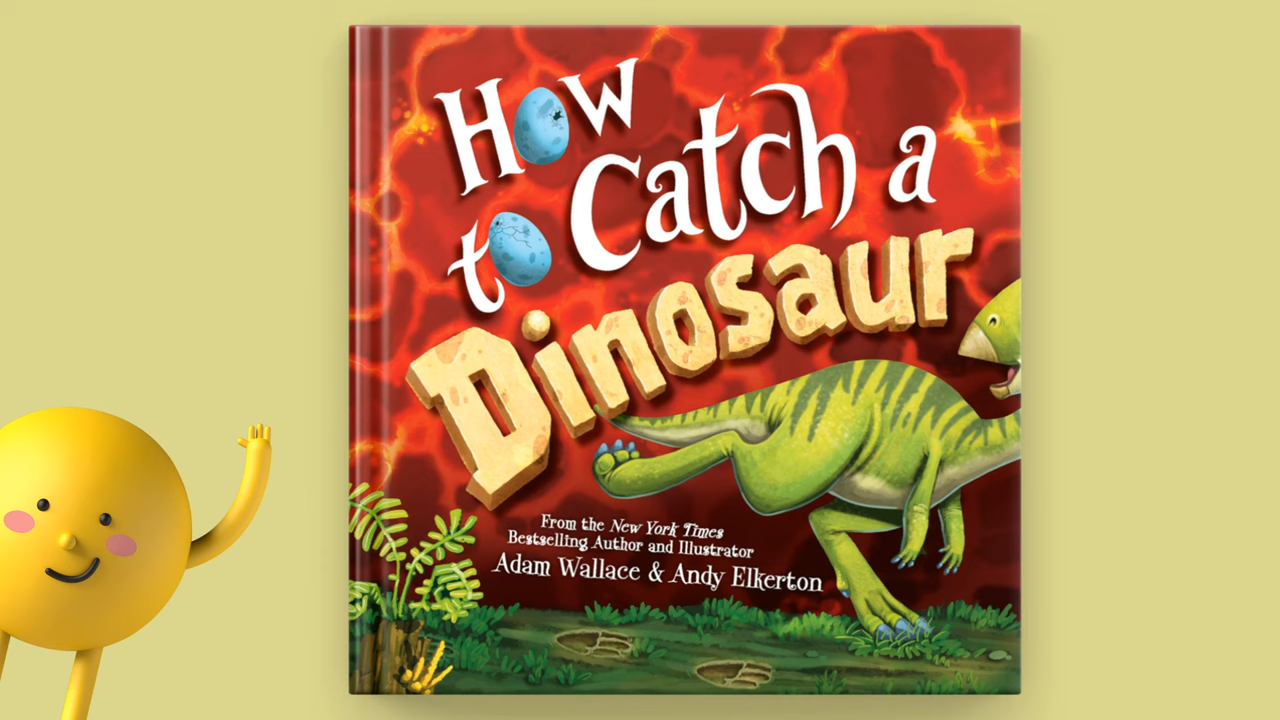 How
to Catch a
Dinosaur
From the New York Times
Bestselling Author and Illustrator
Adam Wallace & Andy Elkerton